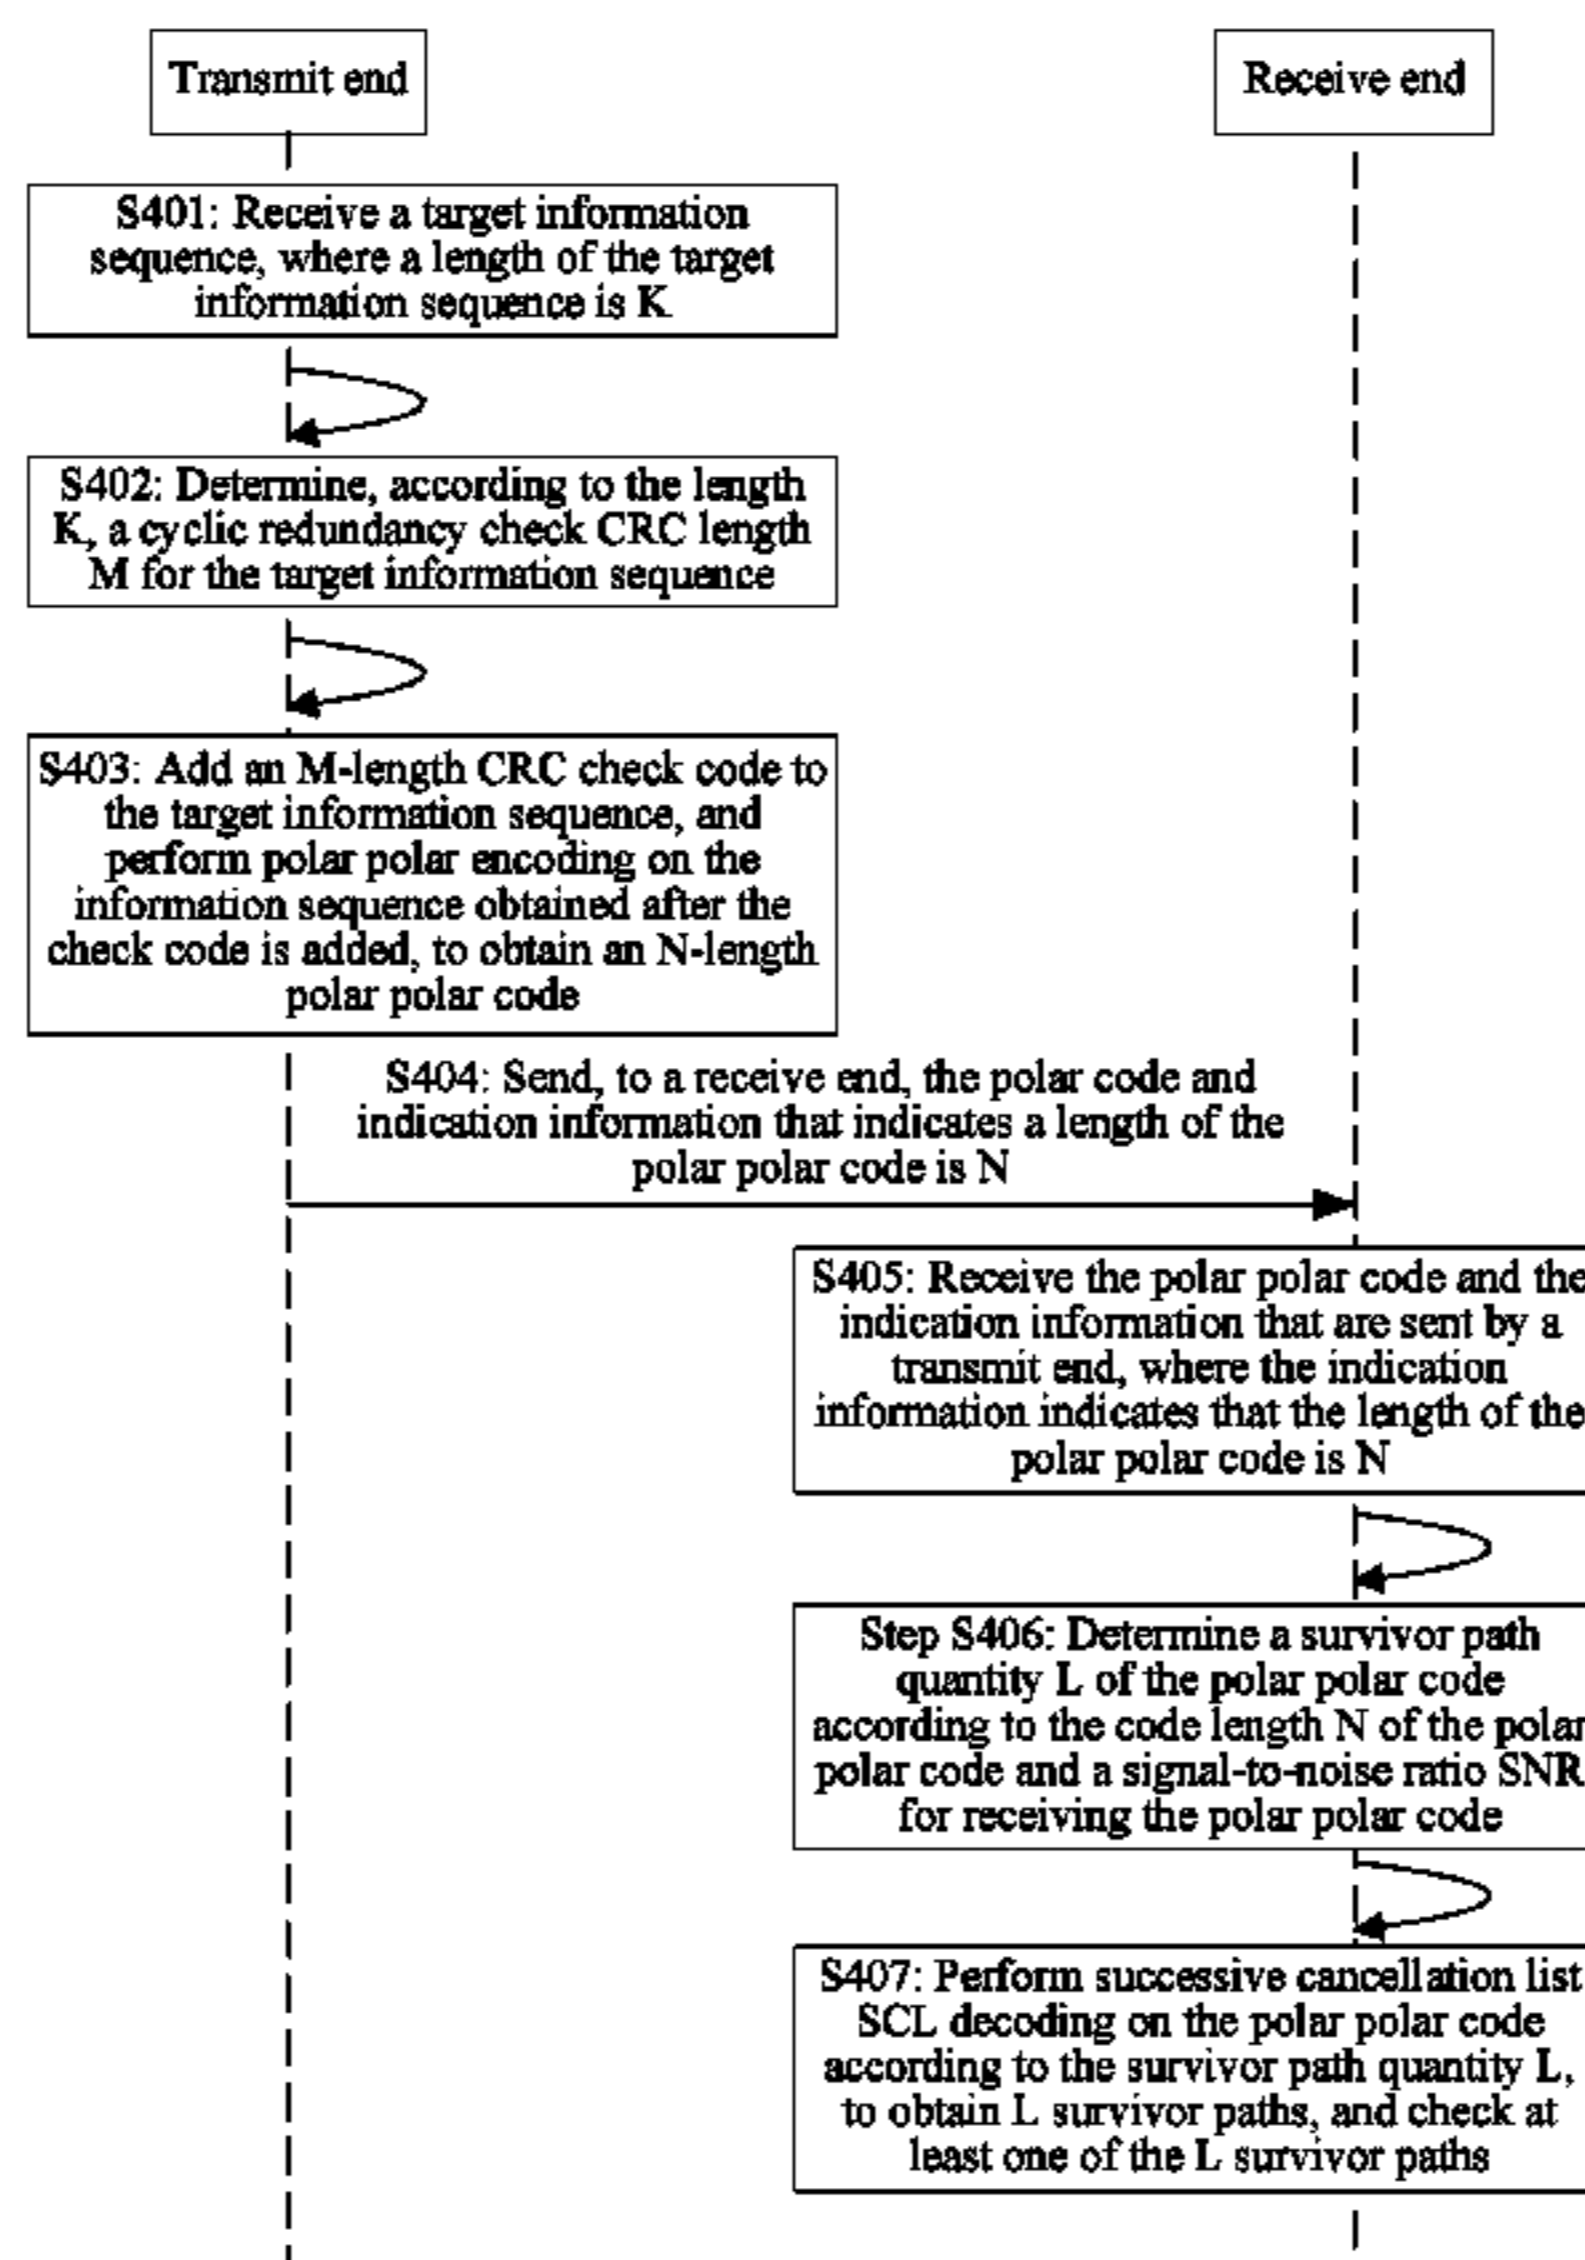 Transmit end
Receive end
S401: Receive a target information
sequence, where a length of the target
information sequence is K
S402: Determine, according to the length
K, a cyclic redundancy check CRC length
M for the target information sequence
S403: Add an M-length CRC check code to
the target information sequence, and
perform polar polar encoding on the
information sequence obtained after the
check code is added, to obtain an N-length
polar polar code
S404: Send, to a receive end, the polar code and
indication information that indicates a length of the
polar polar code is N
S405: Receive the polar polar code and the
indication information that are sent by a
transmit end, where the indication
information indicates that the length of the
polar polar code is N
Step S406: Determine a survivor path
quantity L of the polar polar code
according to the code length N of the polar
polar code and a signal-to-noise ratio SNR
for receiving the polar polar code
S407: Perform successive cancellation list
SCL decoding on the polar polar code
according to the survivor path quantity L,
to obtain L survivor paths, and check at
least one of the L survivor paths